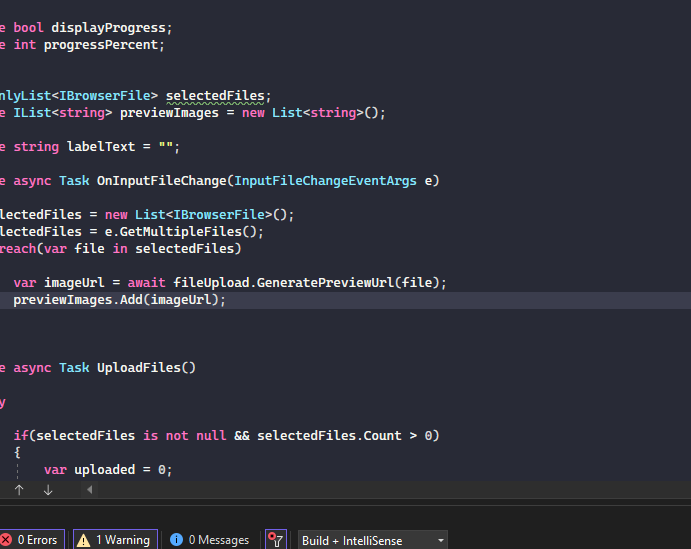 e bool displayProgress;
e int progressPercent;
nlyList<IBrowserFile> selectedFiles;
e IList<string> previewImages = new List<string>();
e string labelText = "";
e async Task OnInputFileChange(InputFileChangeEventArgs e)
lectedFiles = new List<IBrowserFile>();
lectedFiles = e.GetMultipleFiles();
reach(var file in selectedFiles)
var imageUrl = await fileUpload.GeneratePreviewUrl(file);
previewImages.Add(imageUrl);
e async Task UploadFiles()
y
if(selectedFiles is not null && selectedFiles.Count > 0)
{
var uploaded = 0;
0 Errors 1 Warning 0 Messages Build + IntelliSense